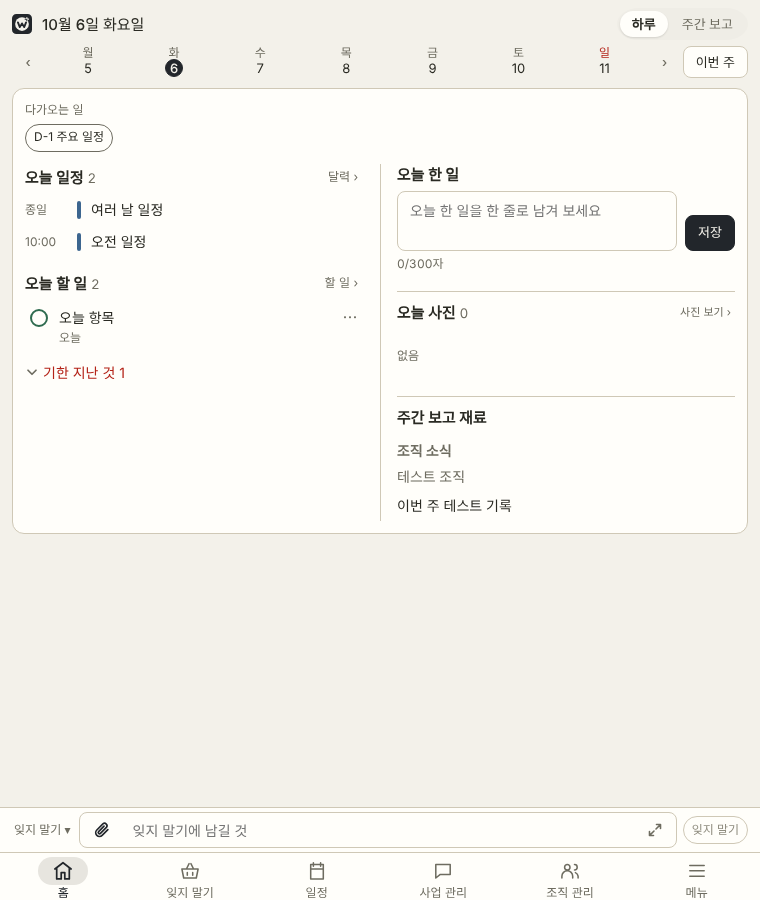 10월 6일 화요일
하루
주간 보고
‹
월
5
화
6
수
7
목
8
금
9
토
10
일
11
›
이번 주
다가오는 일
D-1 주요 일정
오늘 일정 2
달력 ›
종일
여러 날 일정
10:00
오전 일정
오늘 할 일 2
할 일 ›
오늘 항목
···
오늘
기한 지난 것 1
오늘 한 일
오늘 한 일을 한 줄로 남겨 보세요
저장
0/300자
오늘 사진 0
사진 보기 ›
없음
주간 보고 재료
조직 소식
테스트 조직
이번 주 테스트 기록
잊지 말기 ▾
잊지 말기에 남길 것
잊지 말기
홈
잊지 말기
일정
사업 관리
조직 관리
메뉴